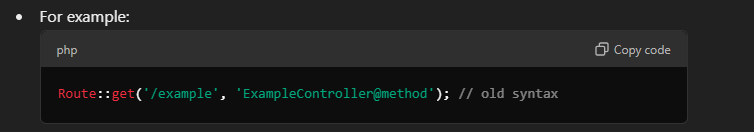 • For example:
php Copy code
Route::get('/example', 'ExampleController@method'); // old syntax